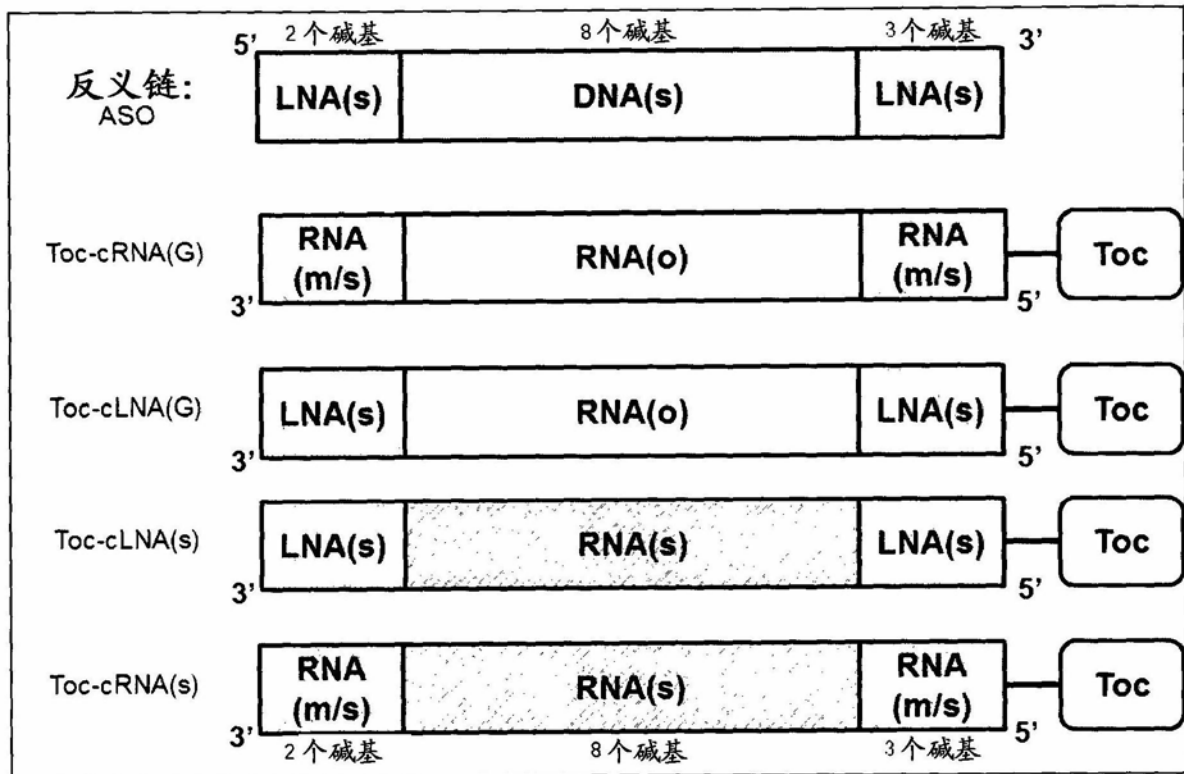 5’ 2个碱基 8个碱基 3个碱基 3’
反义链:
ASO
LNA(s) DNA(s) LNA(s)
Toc-cRNA(G)
RNA (m/s) RNA(o) RNA (m/s) Toc
3’ 5’
Toc-cLNA(G)
LNA(s) RNA(o) LNA(s) Toc
3’ 5’
Toc-cLNA(s)
LNA(s) RNA(s) LNA(s) Toc
3’ 5’
Toc-cRNA(s)
RNA (m/s) RNA(s) RNA (m/s) Toc
3’ 5’
2个碱基 8个碱基 3个碱基